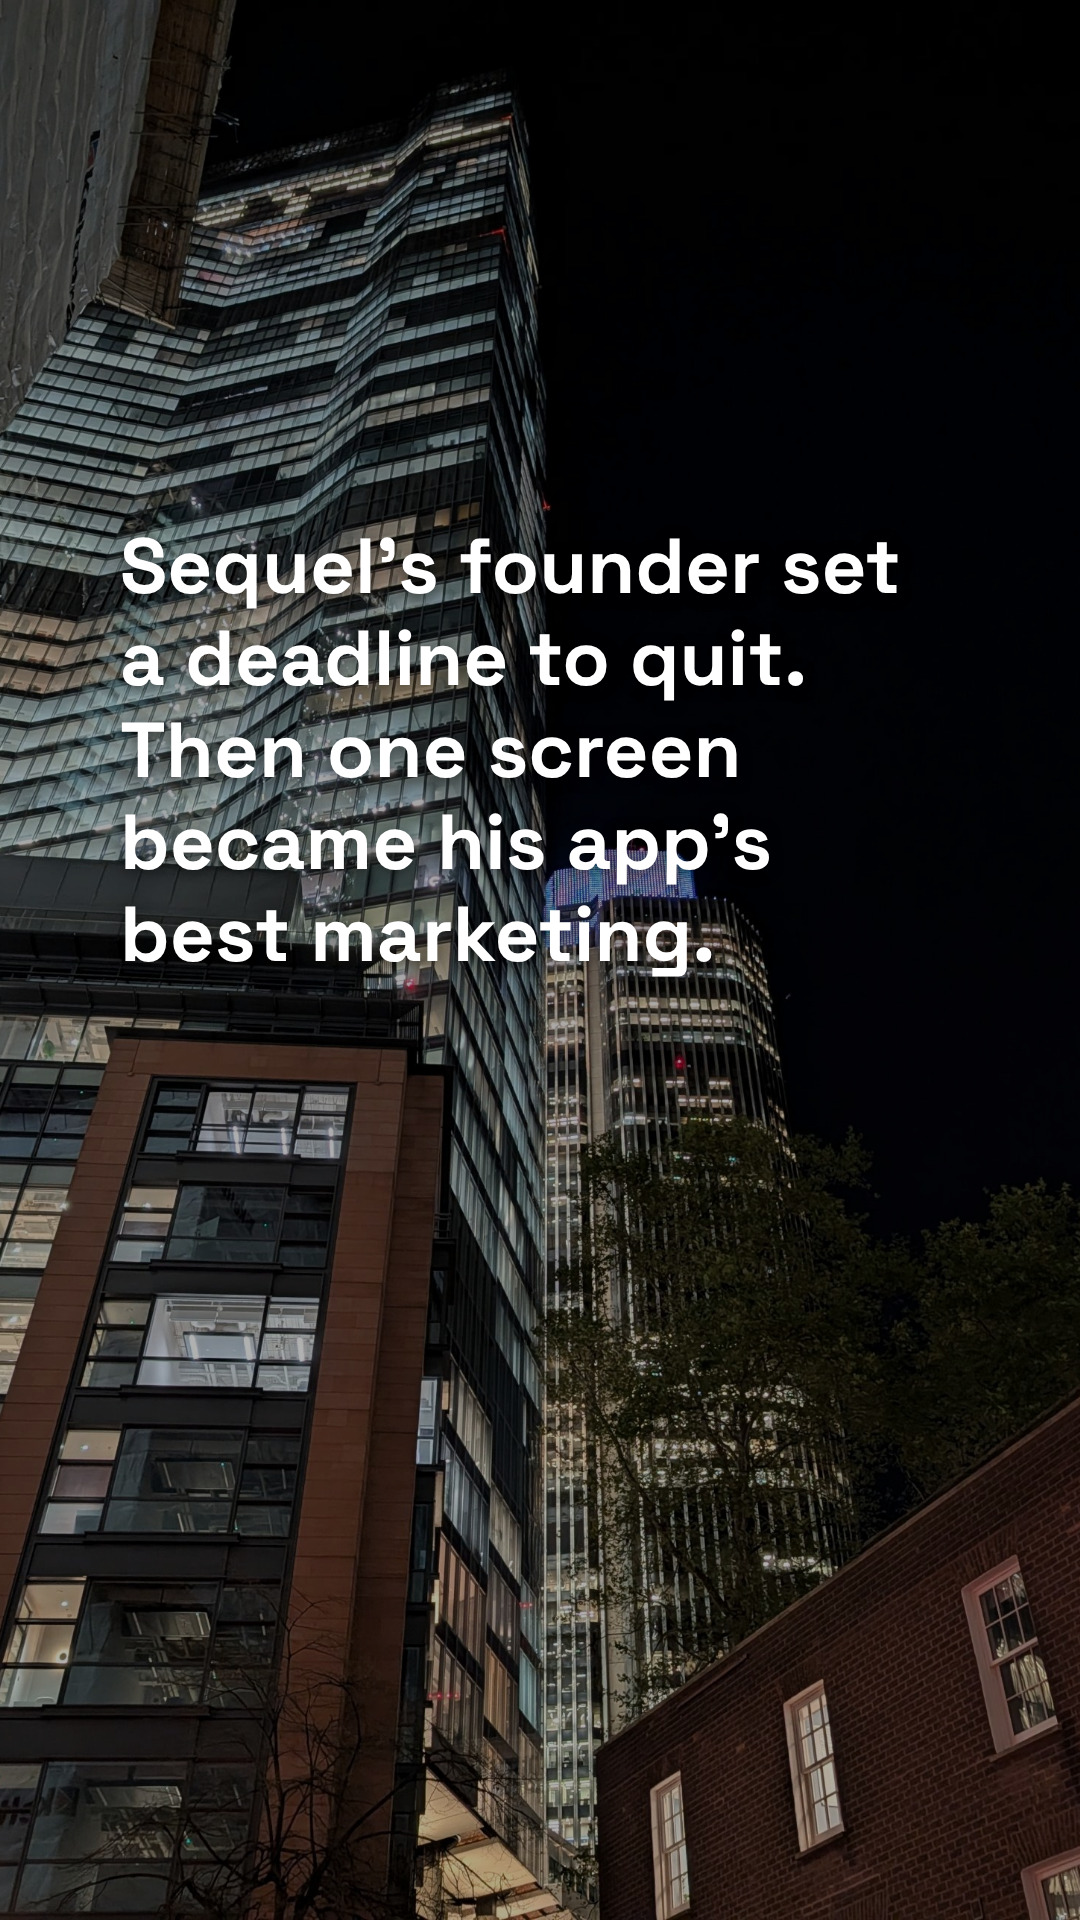 Sequel’s founder set
a deadline to quit.
Then one screen
became his app’s
best marketing.